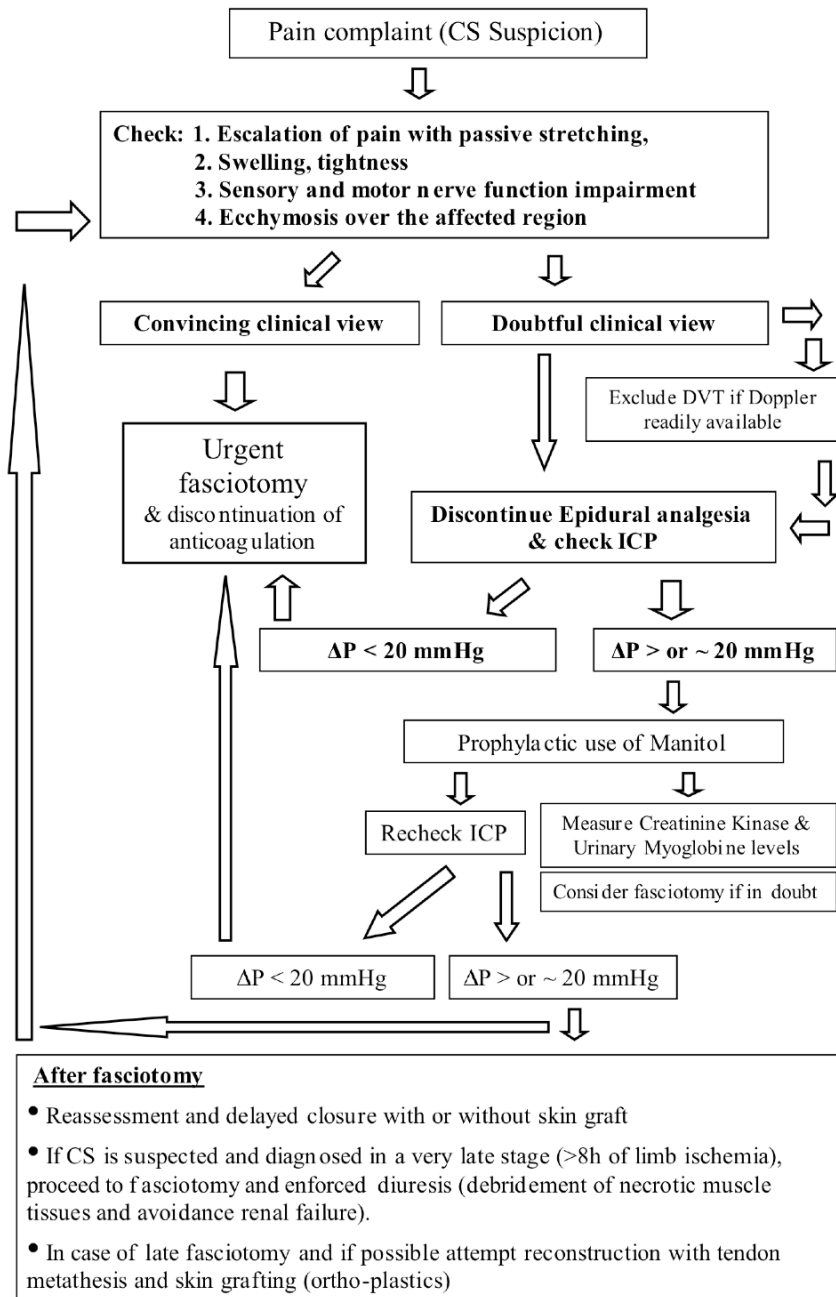 Pain complaint (CS Suspicion)
Check: 1. Escalation of pain with passive stretching,
2. Swelling, tightness
3. Sensory and motor nerve function impairment
4. Ecchymosis over the affected region
Convincing clinical view
Doubtful clinical view
Exclude DVT if Doppler
readily available
Urgent
fasciotomy
& discontinuation of
anticoagulation
Discontinue Epidural analgesia
& check ICP
ΔP < 20 mmHg
ΔP > or ~ 20 mmHg
Prophylactic use of Manitol
Recheck ICP
Measure Creatinine Kinase &
Urinary Myoglobine levels
Consider fasciotomy if in doubt
ΔP < 20 mmHg
ΔP > or ~ 20 mmHg
After fasciotomy
• Reassessment and delayed closure with or without skin graft
• If CS is suspected and diagnosed in a very late stage (>8h of limb ischemia),
proceed to fasciotomy and enforced diuresis (debridement of necrotic muscle
tissues and avoidance renal failure).
• In case of late fasciotomy and if possible attempt reconstruction with tendon
metathesis and skin grafting (ortho-plastics)